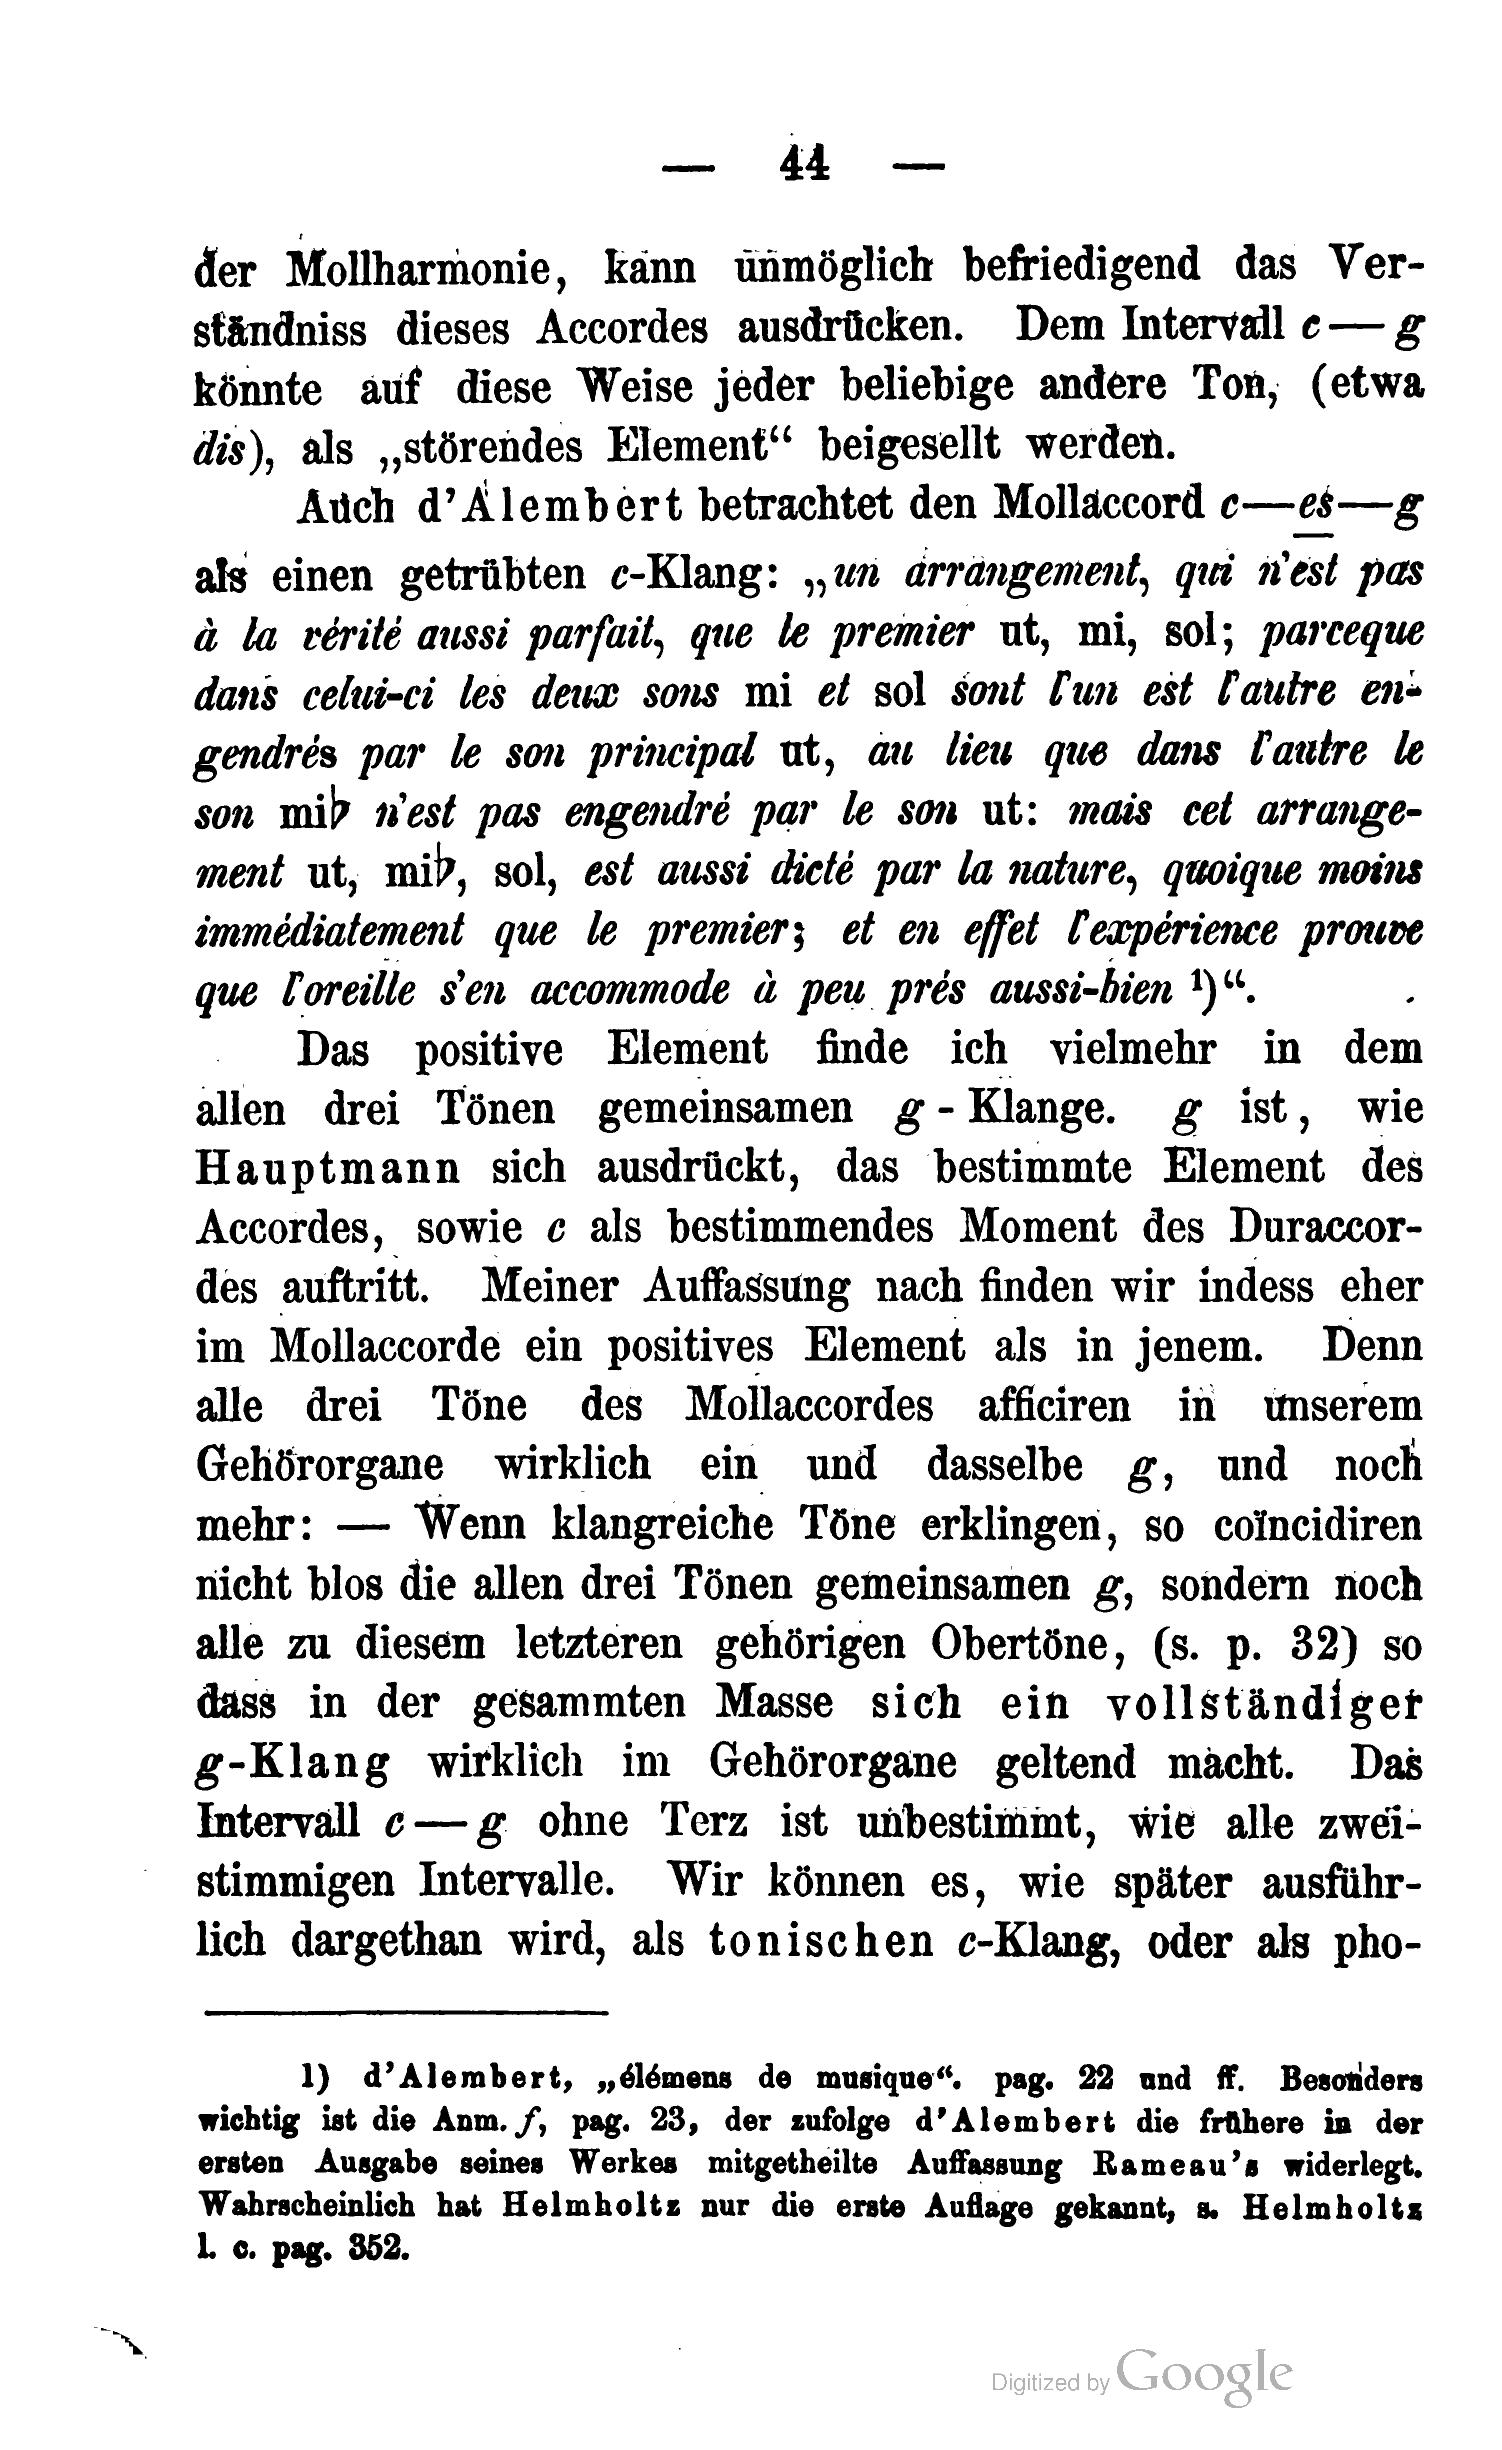 — 44 —
der Mollharmonie, kann unmöglich befriedigend das Ver-
ständniss dieses Accordes ausdrücken. Dem Intervall c — g
könnte auf diese Weise jeder beliebige andere Ton, (etwa
dis), als „störendes Element“ beigesellt werden.
Auch d'Alembert betrachtet den Mollaccord c—es—g
als einen getrübten c-Klang: „un arrangement, qui n'est pas
à la vérité aussi parfait, que le premier ut, mi, sol; parceque
dans celui-ci les deux sons mi et sol sont l'un est l'autre en-
gendrés par le son principal ut, au lieu que dans l'autre le
son mi♭ n'est pas engendré par le son ut: mais cet arrange-
ment ut, mi♭, sol, est aussi dicté par la nature, quoique moins
immédiatement que le premier; et en effet l'expérience prouve
que l'oreille s'en accommode à peu prés aussi-bien ¹)“.
Das positive Element finde ich vielmehr in dem
allen drei Tönen gemeinsamen g - Klange. g ist, wie
Hauptmann sich ausdrückt, das bestimmte Element des
Accordes, sowie c als bestimmendes Moment des Duraccor-
des auftritt. Meiner Auffassung nach finden wir indess eher
im Mollaccorde ein positives Element als in jenem. Denn
alle drei Töne des Mollaccordes afficiren in unserem
Gehörorgane wirklich ein und dasselbe g, und noch
mehr: — Wenn klangreiche Töne erklingen, so coïncidiren
nicht blos die allen drei Tönen gemeinsamen g, sondern noch
alle zu diesem letzteren gehörigen Obertöne, (s. p. 32) so
dass in der gesammten Masse sich ein vollständiger
g-Klang wirklich im Gehörorgane geltend macht. Das
Intervall c — g ohne Terz ist unbestimmt, wie alle zwei-
stimmigen Intervalle. Wir können es, wie später ausführ-
lich dargethan wird, als tonischen c-Klang, oder als pho-
1) d'Alembert, „élémens de musique“. pag. 22 und ff. Besonders
wichtig ist die Anm. f, pag. 23, der zufolge d'Alembert die frühere in der
ersten Ausgabe seines Werkes mitgetheilte Auffassung Rameau's widerlegt.
Wahrscheinlich hat Helmholtz nur die erste Auflage gekannt, s. Helmholtz
l. c. pag. 352.
Digitized by Google